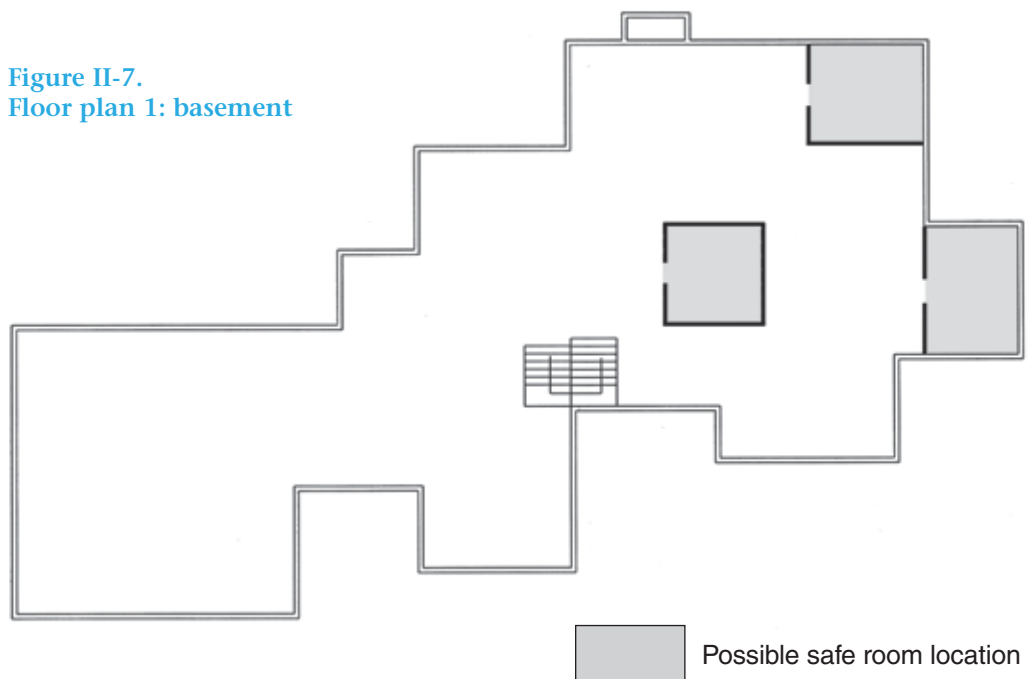 Figure II-7.
Floor plan 1: basement
Possible safe room location